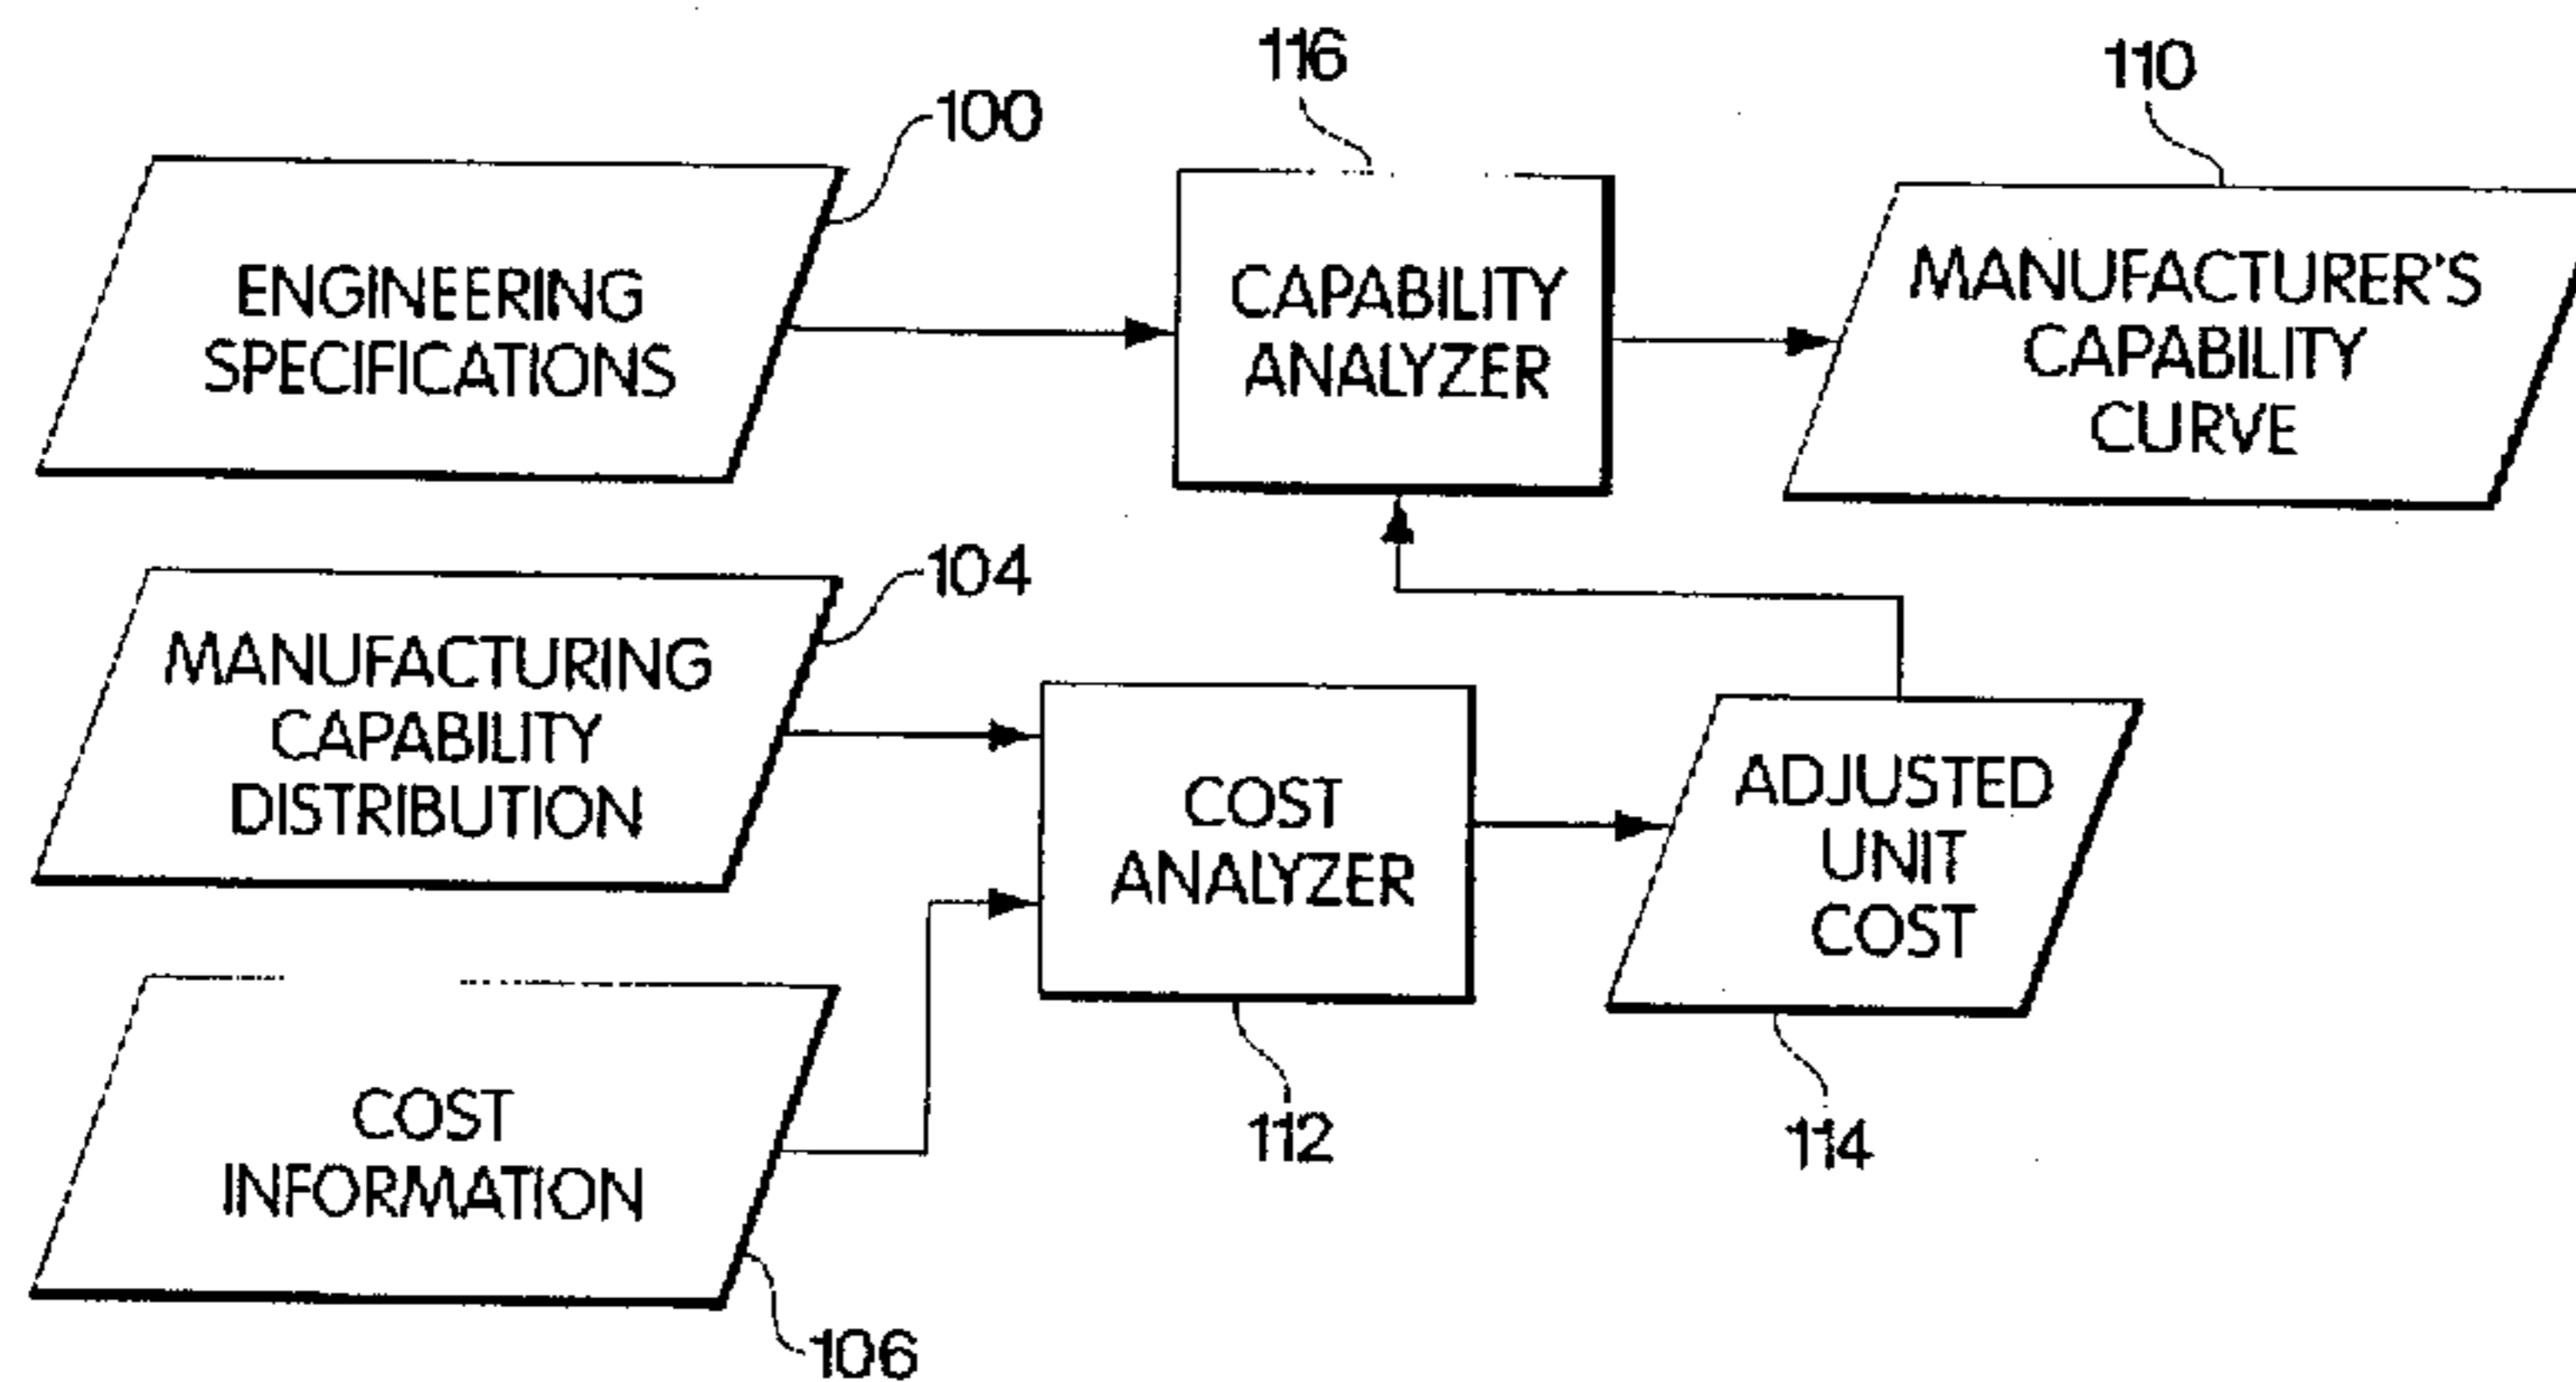 116
110
100
ENGINEERING
SPECIFICATIONS
CAPABILITY
ANALYZER
MANUFACTURER'S
CAPABILITY
CURVE
104
MANUFACTURING
CAPABILITY
DISTRIBUTION
COST
ANALYZER
ADJUSTED
UNIT
COST
112
114
COST
INFORMATION
106